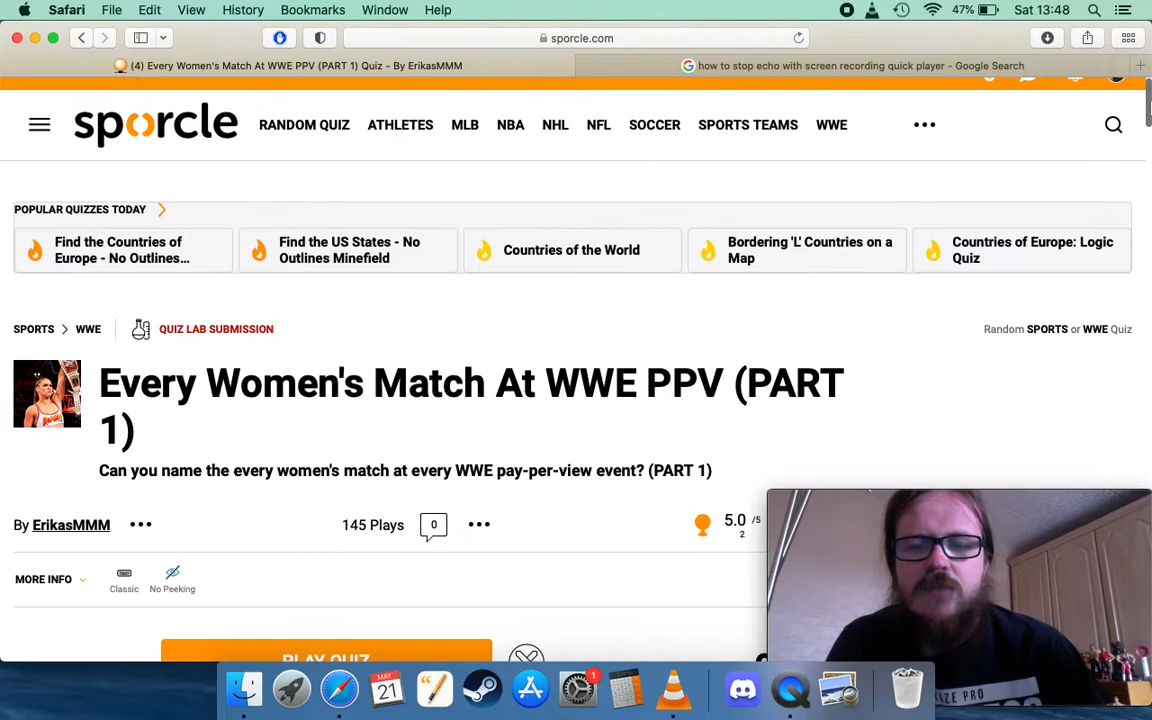 Safari File Edit View History Bookmarks Window Help 47% Sat 13:48
sporcle.com
(4) Every Women's Match At WWE PPV (PART 1) Quiz - By ErikasMMM
how to stop echo with screen recording quick player - Google Search
sporcle RANDOM QUIZ ATHLETES MLB NBA NHL NFL SOCCER SPORTS TEAMS WWE
POPULAR QUIZZES TODAY
Find the Countries of
Europe - No Outlines...
Find the US States - No
Outlines Minefield
Countries of the World
Bordering 'L' Countries on a
Map
Countries of Europe: Logic
Quiz
SPORTS > WWE QUIZ LAB SUBMISSION Random SPORTS or WWE Quiz
Every Women's Match At WWE PPV (PART
1)
Can you name the every women's match at every WWE pay-per-view event? (PART 1)
By ErikasMMM 145 Plays 0 5.0 /5
2
MORE INFO Classic No Peeking
PLAY QUIZ
MAY
21
1